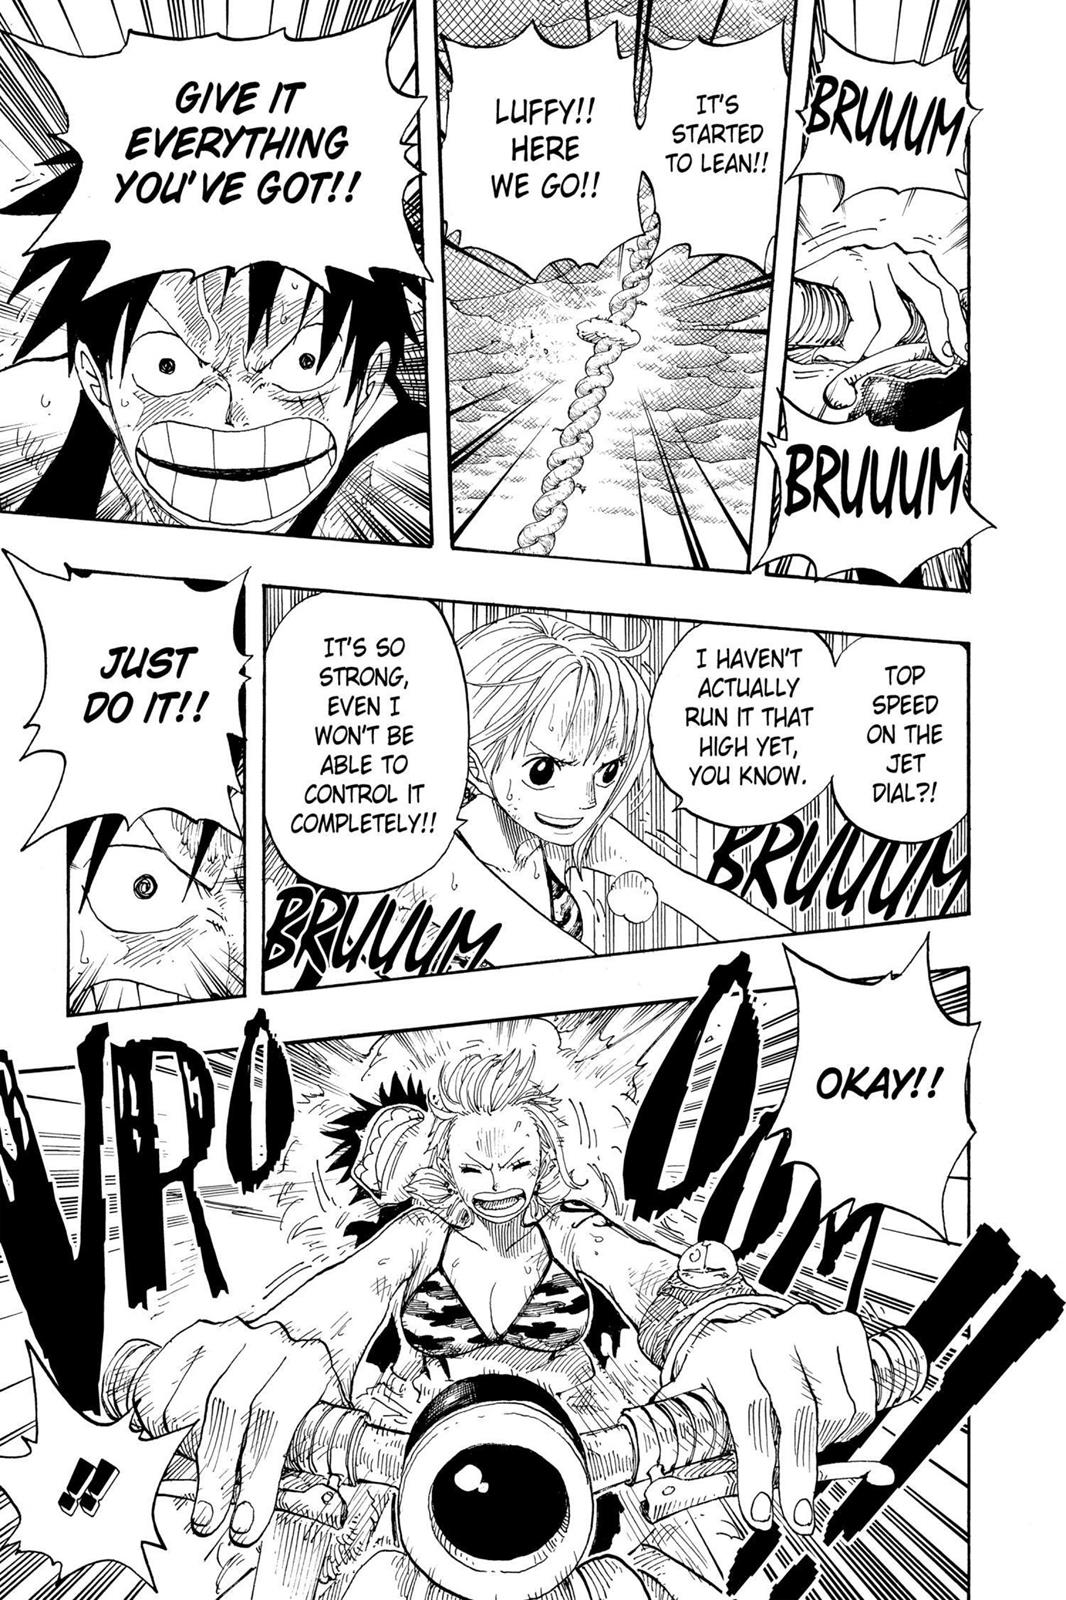 BRUUUM
BRUUUM
IT'S
STARTED
TO LEAN!!
LUFFY!!
HERE
WE GO!!
GIVE IT
EVERYTHING
YOU'VE GOT!!
TOP
SPEED
ON THE
JET
DIAL?!
I HAVEN'T
ACTUALLY
RUN IT THAT
HIGH YET,
YOU KNOW.
BRUUUM
IT'S SO
STRONG,
EVEN I
WON'T BE
ABLE TO
CONTROL IT
COMPLETELY!!
BRUUUM
JUST
DO IT!!
OKAY!!
VROOOM!!
!!